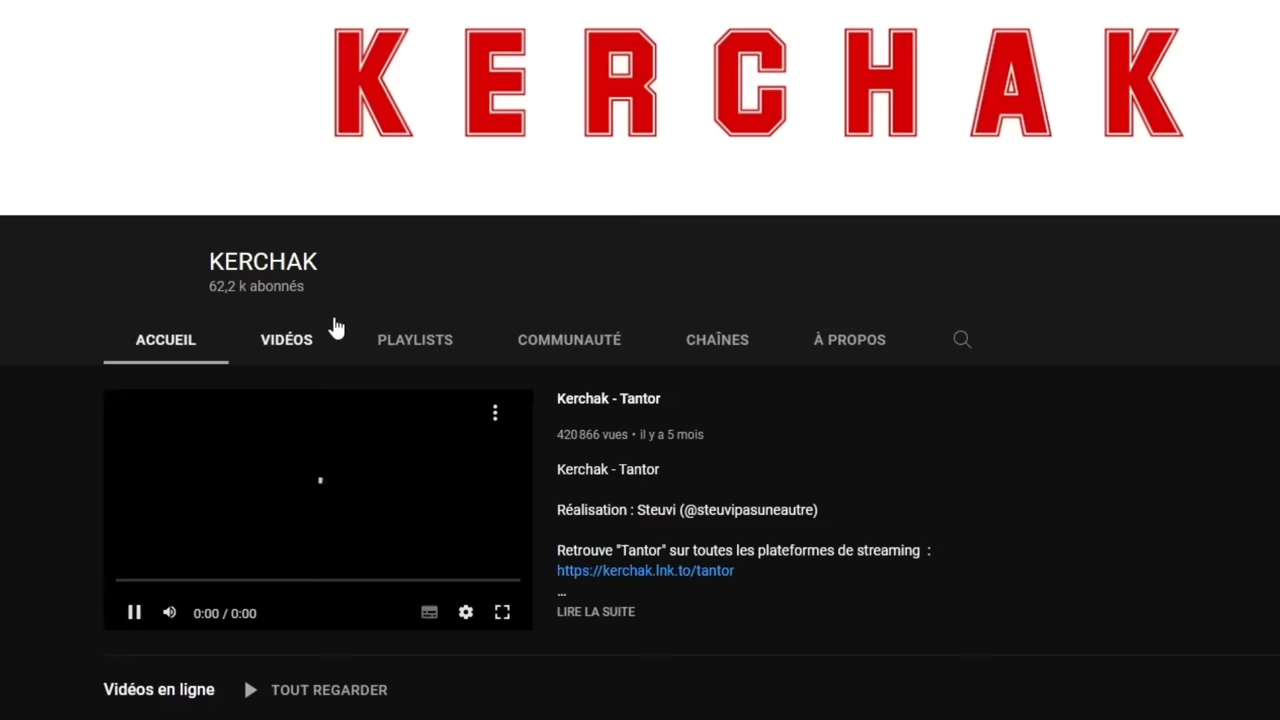 KERCHAK
KERCHAK
62,2 k abonnés
ACCUEIL VIDÉOS PLAYLISTS COMMUNAUTÉ CHAÎNES À PROPOS
Kerchak - Tantor
420 866 vues • il y a 5 mois
Kerchak - Tantor
Réalisation : Steuvi (@steuvipasuneautre)
Retrouve "Tantor" sur toutes les plateformes de streaming :
https://kerchak.lnk.to/tantor
...
LIRE LA SUITE
0:00 / 0:00
Vidéos en ligne TOUT REGARDER